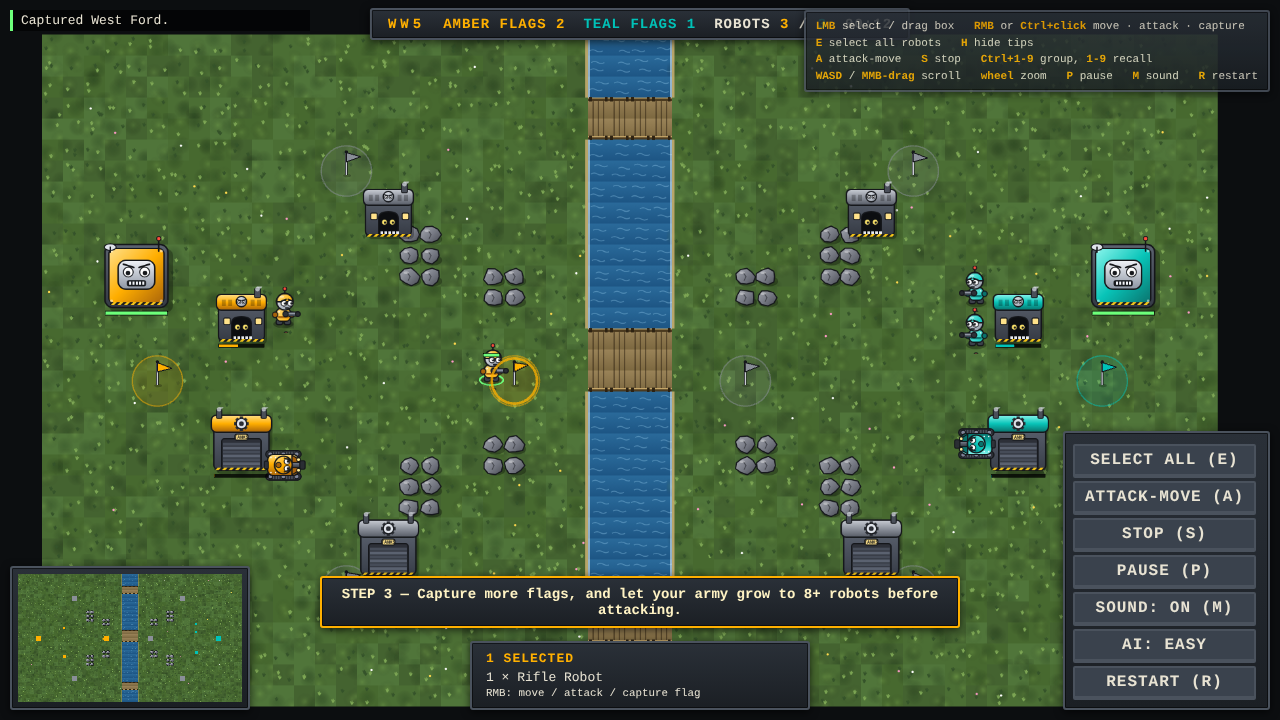 Captured West Ford.
WW5 AMBER FLAGS 2 TEAL FLAGS 1 ROBOTS 3 /
LMB select / drag box RMB or Ctrl+click move · attack · capture
E select all robots H hide tips
A attack-move S stop Ctrl+1-9 group, 1-9 recall
WASD / MMB-drag scroll wheel zoom P pause M sound R restart
SELECT ALL (E)
ATTACK-MOVE (A)
STOP (S)
PAUSE (P)
SOUND: ON (M)
AI: EASY
RESTART (R)
STEP 3 — Capture more flags, and let your army grow to 8+ robots before
attacking.
1 SELECTED
1 × Rifle Robot
RMB: move / attack / capture flag